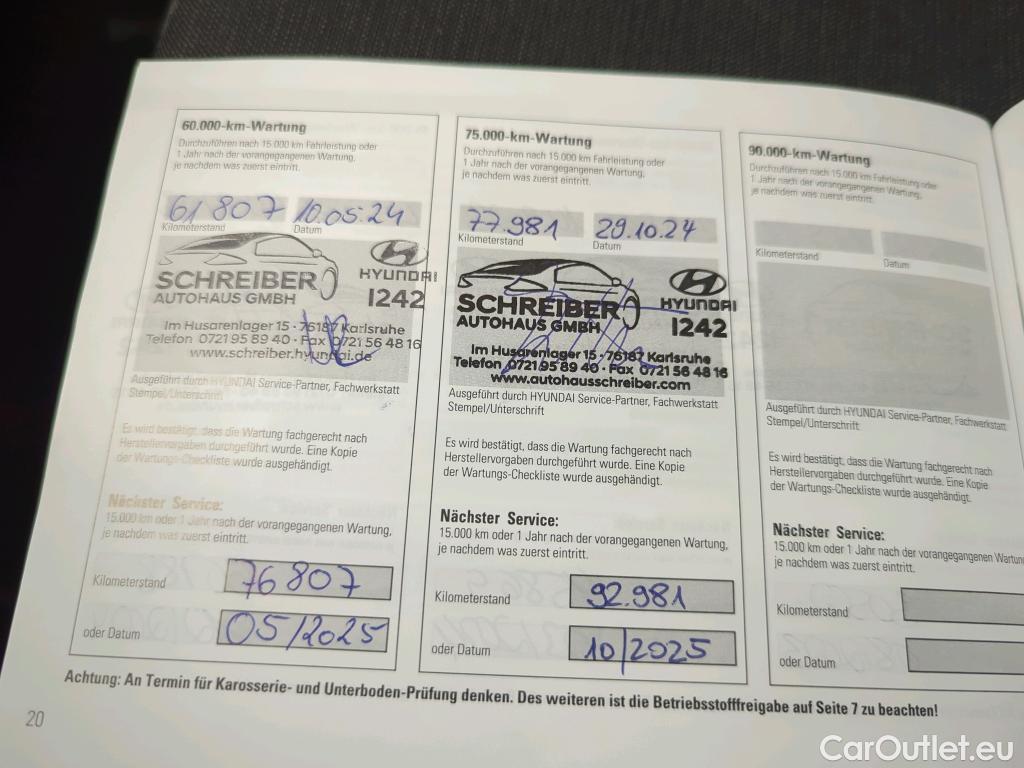 60.000-km-Wartung
Durchzuführen nach 15.000 km Fahrleistung oder
1 Jahr nach der vorangegangenen Wartung,
je nachdem was zuerst eintritt.
61 807 10.05.24
Kilometerstand Datum
SCHREIBER HYUNDAI
AUTOHAUS GMBH I242
Im Husarenlager 15 · 76187 Karlsruhe
Telefon 0721 95 89 40 · Fax 0721 56 48 16
www.schreiber.hyundai.de
Ausgeführt durch HYUNDAI Service-Partner, Fachwerkstatt
Stempel/Unterschrift
Es wird bestätigt, dass die Wartung fachgerecht nach
Herstellervorgaben durchgeführt wurde. Eine Kopie
der Wartungs-Checkliste wurde ausgehändigt.
Nächster Service:
15.000 km oder 1 Jahr nach der vorangegangenen Wartung,
je nachdem was zuerst eintritt.
Kilometerstand 76 807
oder Datum 05/2025
75.000-km-Wartung
Durchzuführen nach 15.000 km Fahrleistung oder
1 Jahr nach der vorangegangenen Wartung,
je nachdem was zuerst eintritt.
77.981 29.10.24
Kilometerstand Datum
SCHREIBER HYUNDAI
AUTOHAUS GMBH I242
Im Husarenlager 15 · 76187 Karlsruhe
Telefon 0721 95 89 40 · Fax 0721 56 48 16
www.autohausschreiber.com
Ausgeführt durch HYUNDAI Service-Partner, Fachwerkstatt
Stempel/Unterschrift
Es wird bestätigt, dass die Wartung fachgerecht nach
Herstellervorgaben durchgeführt wurde. Eine Kopie
der Wartungs-Checkliste wurde ausgehändigt.
Nächster Service:
15.000 km oder 1 Jahr nach der vorangegangenen Wartung,
je nachdem was zuerst eintritt.
Kilometerstand 92.981
oder Datum 10/2025
90.000-km-Wartung
Durchzuführen nach 15.000 km Fahrleistung oder
1 Jahr nach der vorangegangenen Wartung,
je nachdem was zuerst eintritt.
Kilometerstand Datum
Ausgeführt durch HYUNDAI Service-Partner, Fachwerkstatt
Stempel/Unterschrift
Es wird bestätigt, dass die Wartung fachgerecht nach
Herstellervorgaben durchgeführt wurde. Eine Kopie
der Wartungs-Checkliste wurde ausgehändigt.
Nächster Service:
15.000 km oder 1 Jahr nach der vorangegangenen
je nachdem was zuerst eintritt.
Kilometerstand
oder Datum
Achtung: An Termin für Karosserie- und Unterboden-Prüfung denken. Des weiteren ist die Betriebsstofffreigabe auf Seite 7 zu beachten!
20
CarOutlet.eu